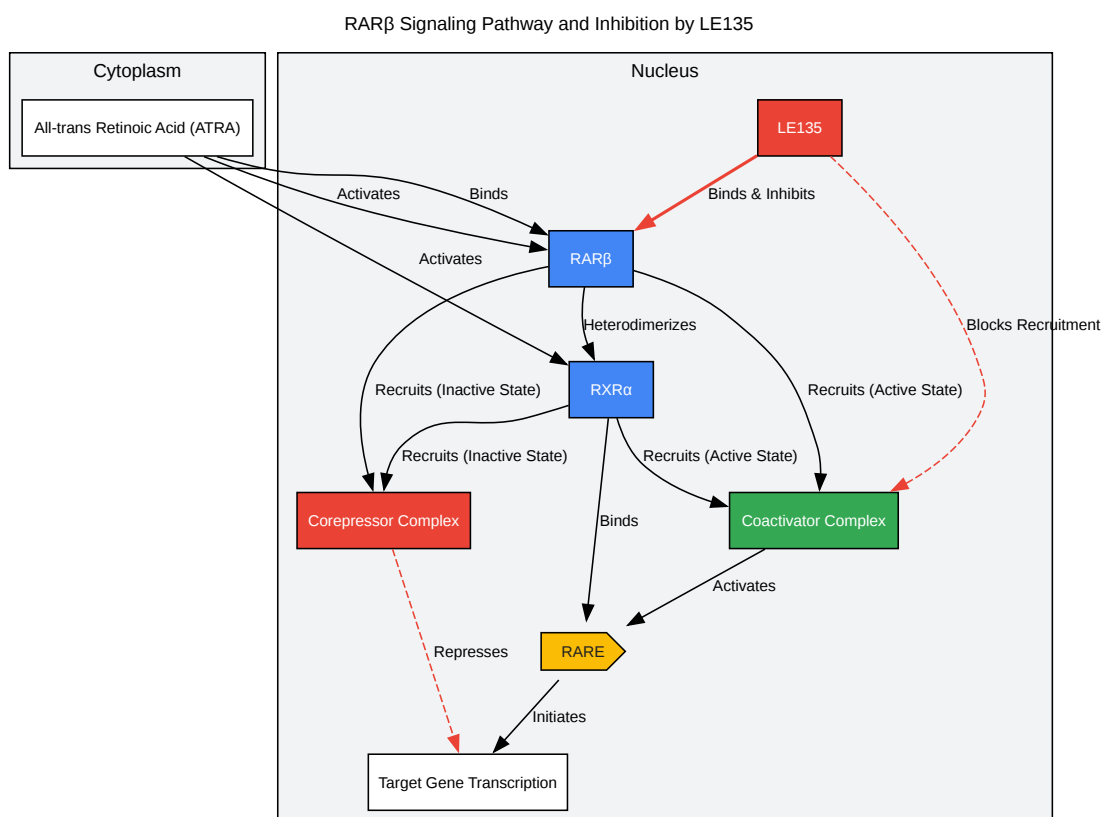 RARβ Signaling Pathway and Inhibition by LE135
Cytoplasm
Nucleus
All-trans Retinoic Acid (ATRA)
LE135
Activates
Binds
Binds & Inhibits
Activates
RARβ
Heterodimerizes
Blocks Recruitment
Recruits (Inactive State)
RXRα
Recruits (Active State)
Recruits (Inactive State)
Recruits (Active State)
Corepressor Complex
Binds
Coactivator Complex
Activates
Represses
RARE
Initiates
Target Gene Transcription